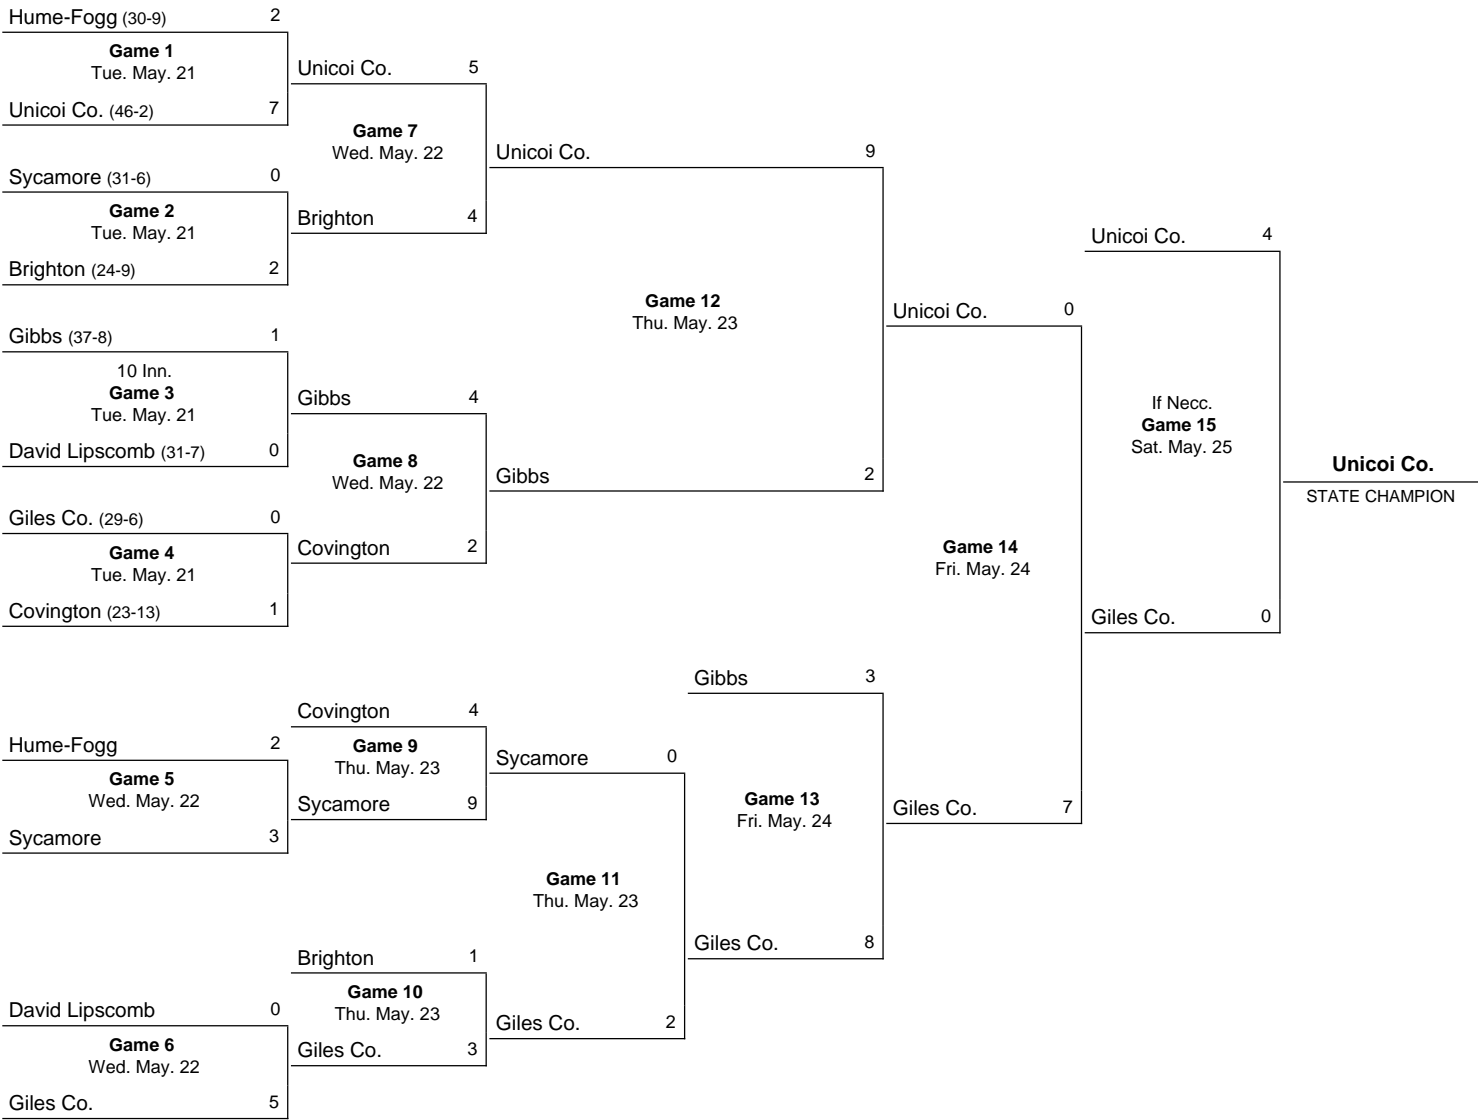 Hume-Fogg (30-9) 2
Game 1
Tue. May. 21
Unicoi Co. (46-2) 7
Sycamore (31-6) 0
Game 2
Tue. May. 21
Brighton (24-9) 2
Gibbs (37-8) 1
10 Inn.
Game 3
Tue. May. 21
David Lipscomb (31-7) 0
Giles Co. (29-6) 0
Game 4
Tue. May. 21
Covington (23-13) 1
Hume-Fogg 2
Game 5
Wed. May. 22
Sycamore 3
David Lipscomb 0
Game 6
Wed. May. 22
Giles Co. 5
Unicoi Co. 5
Game 7
Wed. May. 22
Brighton 4
Gibbs 4
Game 8
Wed. May. 22
Covington 2
Covington 4
Game 9
Thu. May. 23
Sycamore 9
Brighton 1
Game 10
Thu. May. 23
Giles Co. 3
Unicoi Co. 9
Game 12
Thu. May. 23
Gibbs 2
Sycamore 0
Game 11
Thu. May. 23
Giles Co. 2
Gibbs 3
Game 13
Fri. May. 24
Giles Co. 8
Unicoi Co. 0
Game 14
Fri. May. 24
Giles Co. 7
Unicoi Co. 4
If Necc.
Game 15
Sat. May. 25
Giles Co. 0
Unicoi Co.
STATE CHAMPION